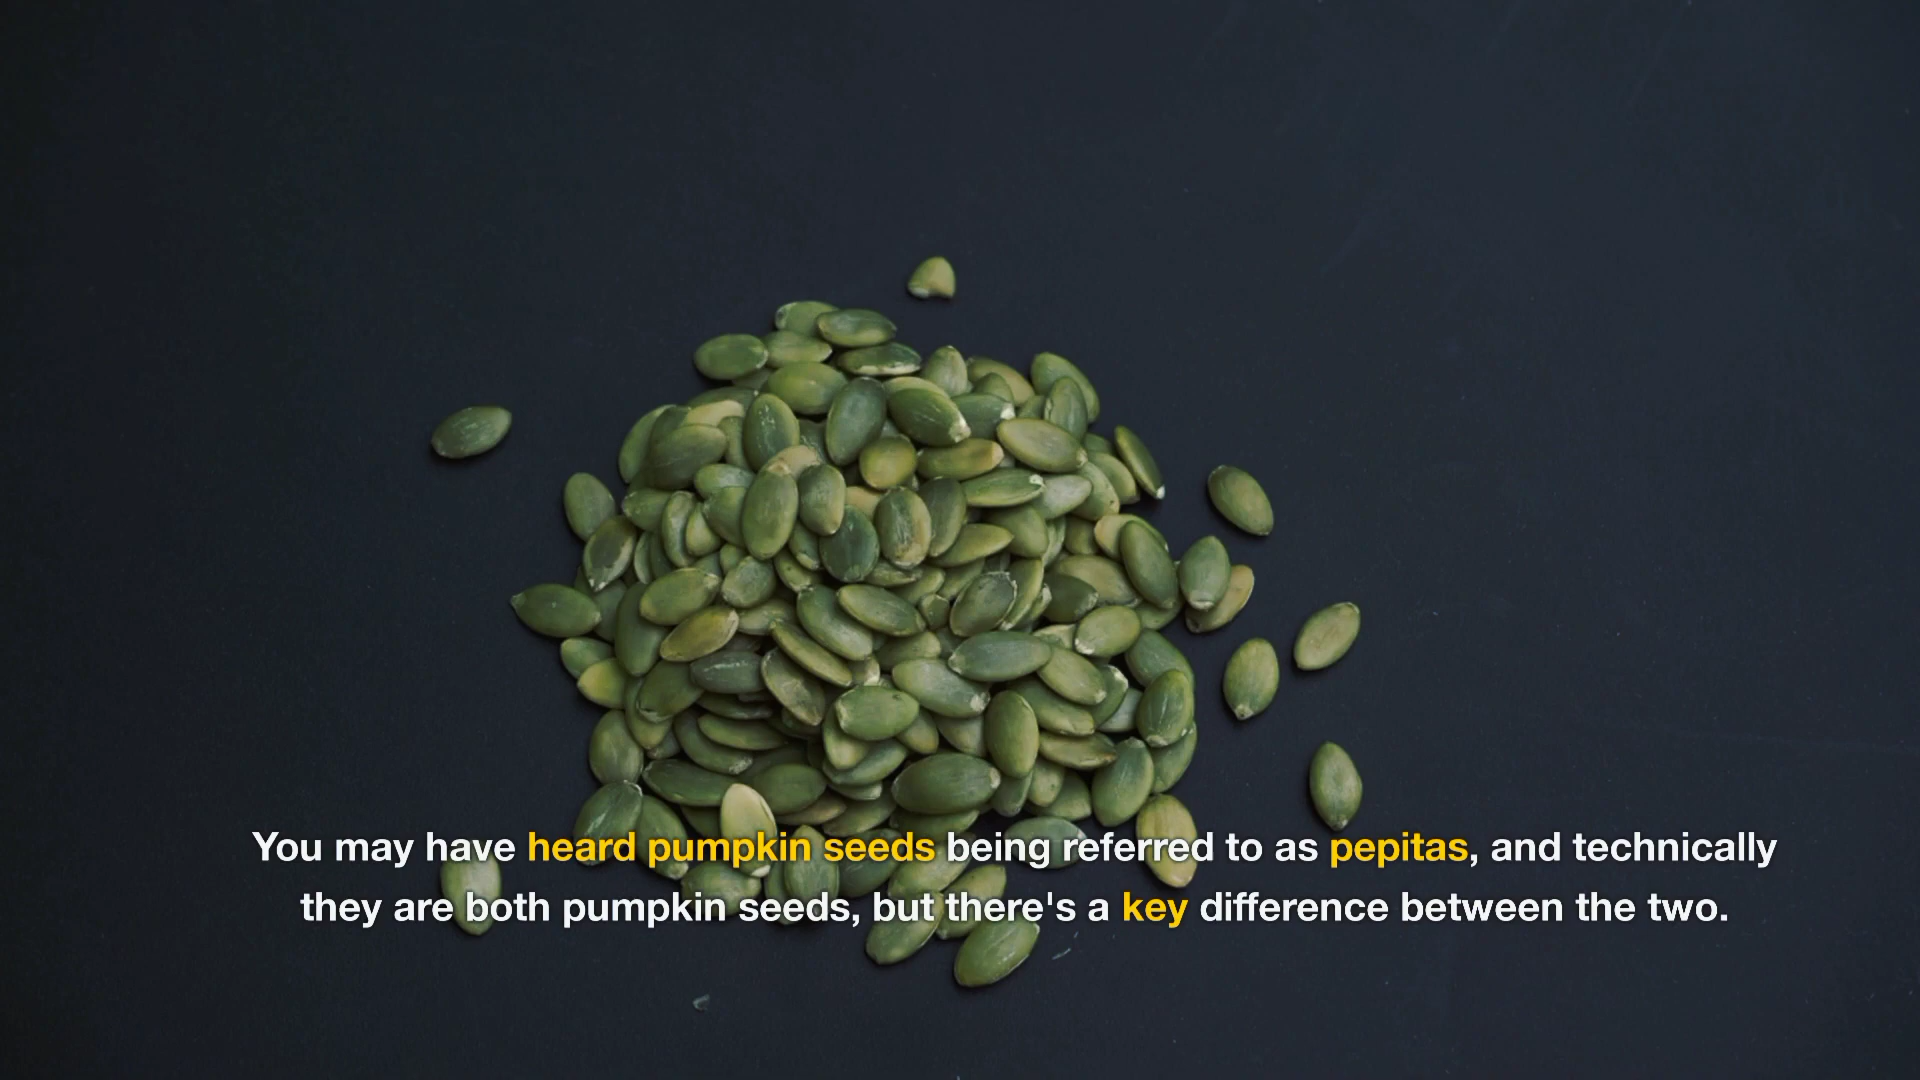 You may have heard pumpkin seeds being referred to as pepitas, and technically
they are both pumpkin seeds, but there's a key difference between the two.